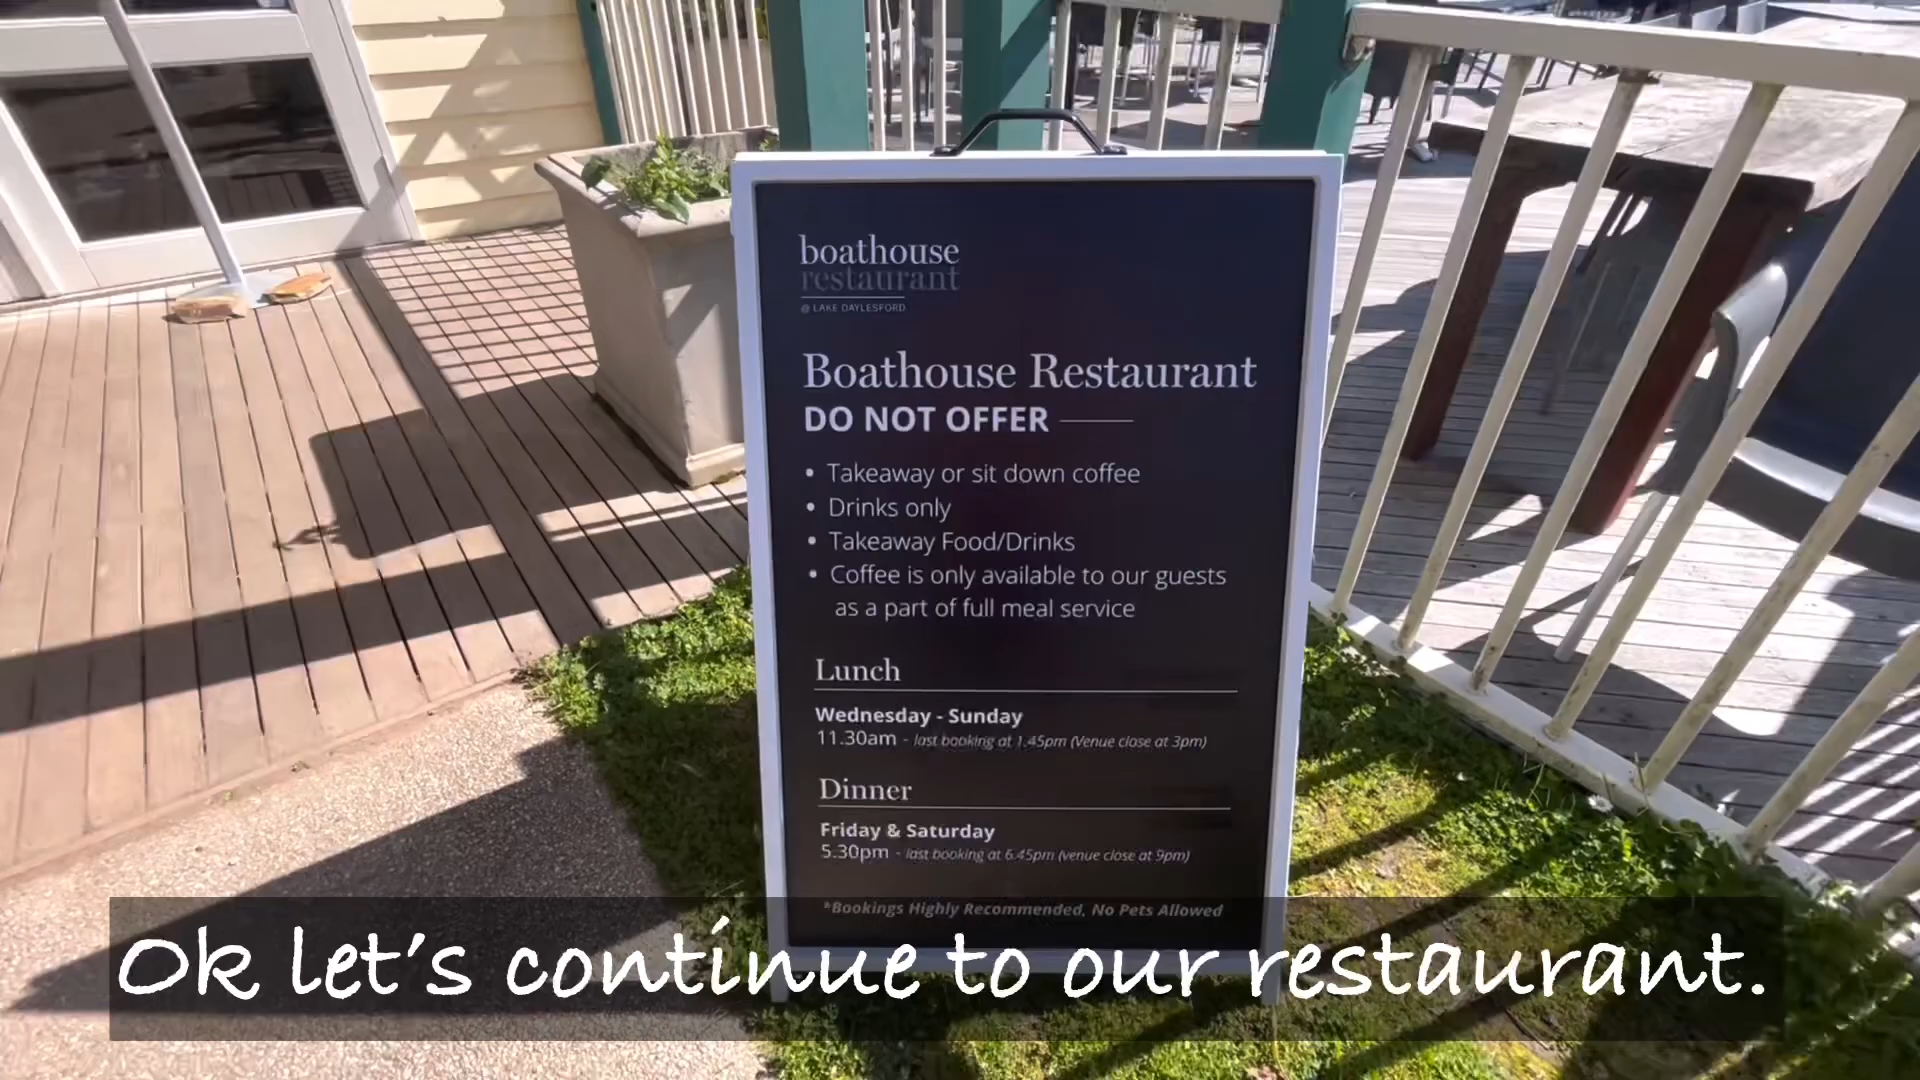 boathouse
restaurant
@ LAKE DAYLESFORD
Boathouse Restaurant
DO NOT OFFER
• Takeaway or sit down coffee
• Drinks only
• Takeaway Food/Drinks
• Coffee is only available to our guests
as a part of full meal service
Lunch
Wednesday - Sunday
11.30am - last booking at 1.45pm (Venue close at 3pm)
Dinner
Friday & Saturday
5.30pm - last booking at 6.45pm (venue close at 9pm)
*Bookings Highly Recommended, No Pets Allowed
Ok let's continue to our restaurant.